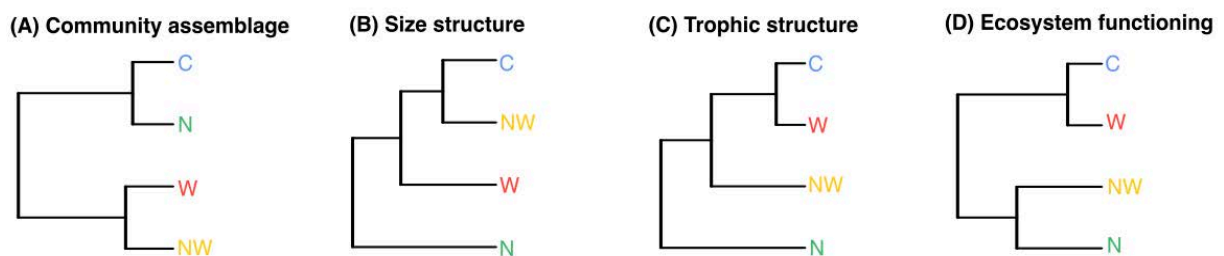 (A) Community assemblage
(B) Size structure
(C) Trophic structure
(D) Ecosystem functioning
C
N
W
NW
C
NW
W
N
C
W
NW
N
C
W
NW
N